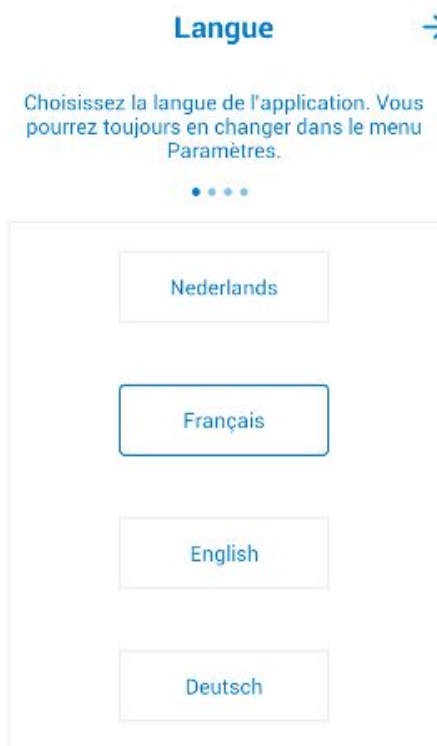 Langue
Choisissez la langue de l'application. Vous
pourrez toujours en changer dans le menu
Paramètres.
Nederlands
Français
English
Deutsch